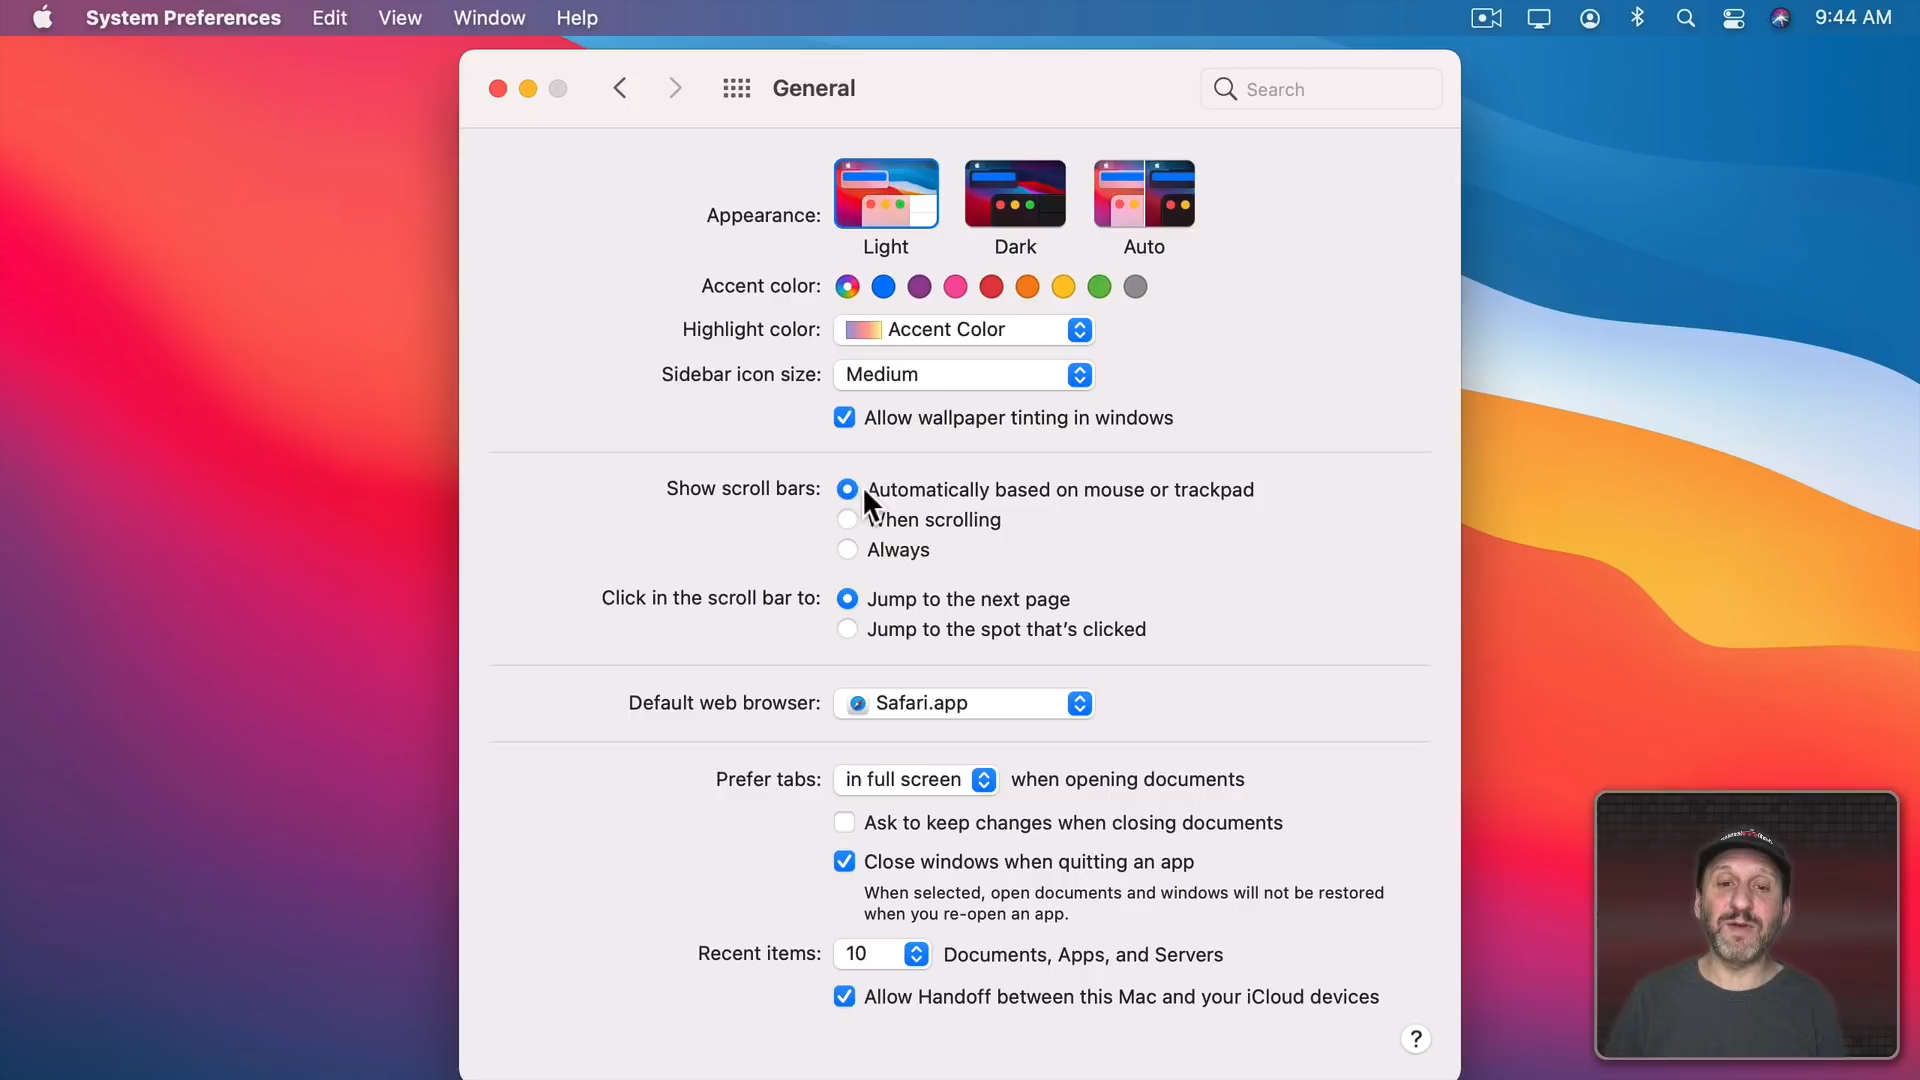 System Preferences Edit View Window Help 9:44 AM
General Search
Appearance:
Light Dark Auto
Accent color:
Highlight color: Accent Color
Sidebar icon size: Medium
Allow wallpaper tinting in windows
Show scroll bars: Automatically based on mouse or trackpad
When scrolling
Always
Click in the scroll bar to: Jump to the next page
Jump to the spot that’s clicked
Default web browser: Safari.app
Prefer tabs: in full screen when opening documents
Ask to keep changes when closing documents
Close windows when quitting an app
When selected, open documents and windows will not be restored
when you re-open an app.
Recent items: 10 Documents, Apps, and Servers
Allow Handoff between this Mac and your iCloud devices
?